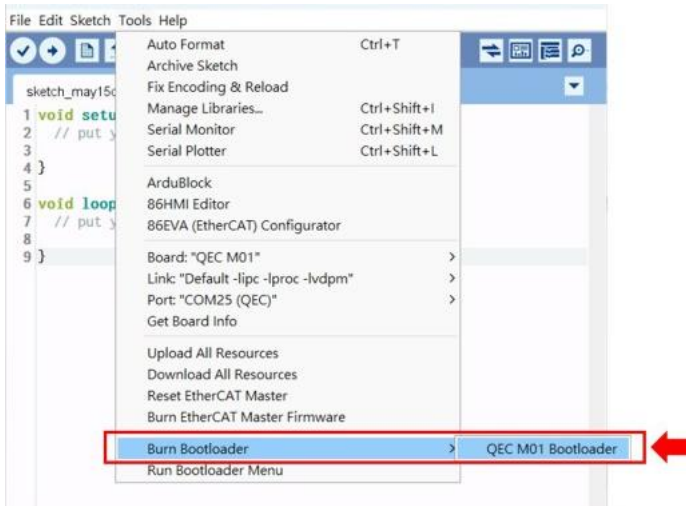 File Edit Sketch Tools Help
Auto Format Ctrl+T
Archive Sketch
Fix Encoding & Reload
Manage Libraries... Ctrl+Shift+I
Serial Monitor Ctrl+Shift+M
Serial Plotter Ctrl+Shift+L
ArduBlock
86HMI Editor
86EVA (EtherCAT) Configurator
Board: "QEC M01" >
Link: "Default -lipc -lproc -lvdpm" >
Port: "COM25 (QEC)" >
Get Board Info
Upload All Resources
Download All Resources
Reset EtherCAT Master
Burn EtherCAT Master Firmware
Burn Bootloader > QEC M01 Bootloader
Run Bootloader Menu
sketch_may15
1 void setu
2 // put y
3
4 }
5
6 void loop
7 // put y
8
9 }